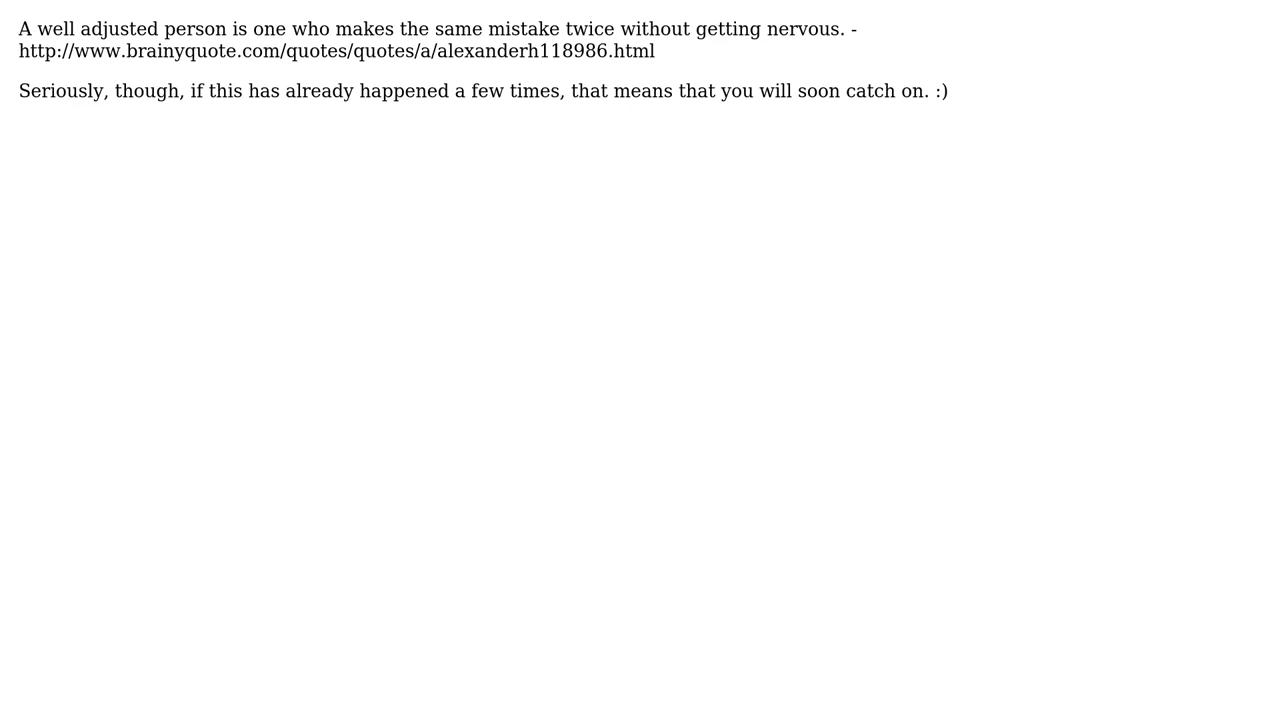 A well adjusted person is one who makes the same mistake twice without getting nervous. -
http://www.brainyquote.com/quotes/quotes/a/alexanderh118986.html
Seriously, though, if this has already happened a few times, that means that you will soon catch on. :)